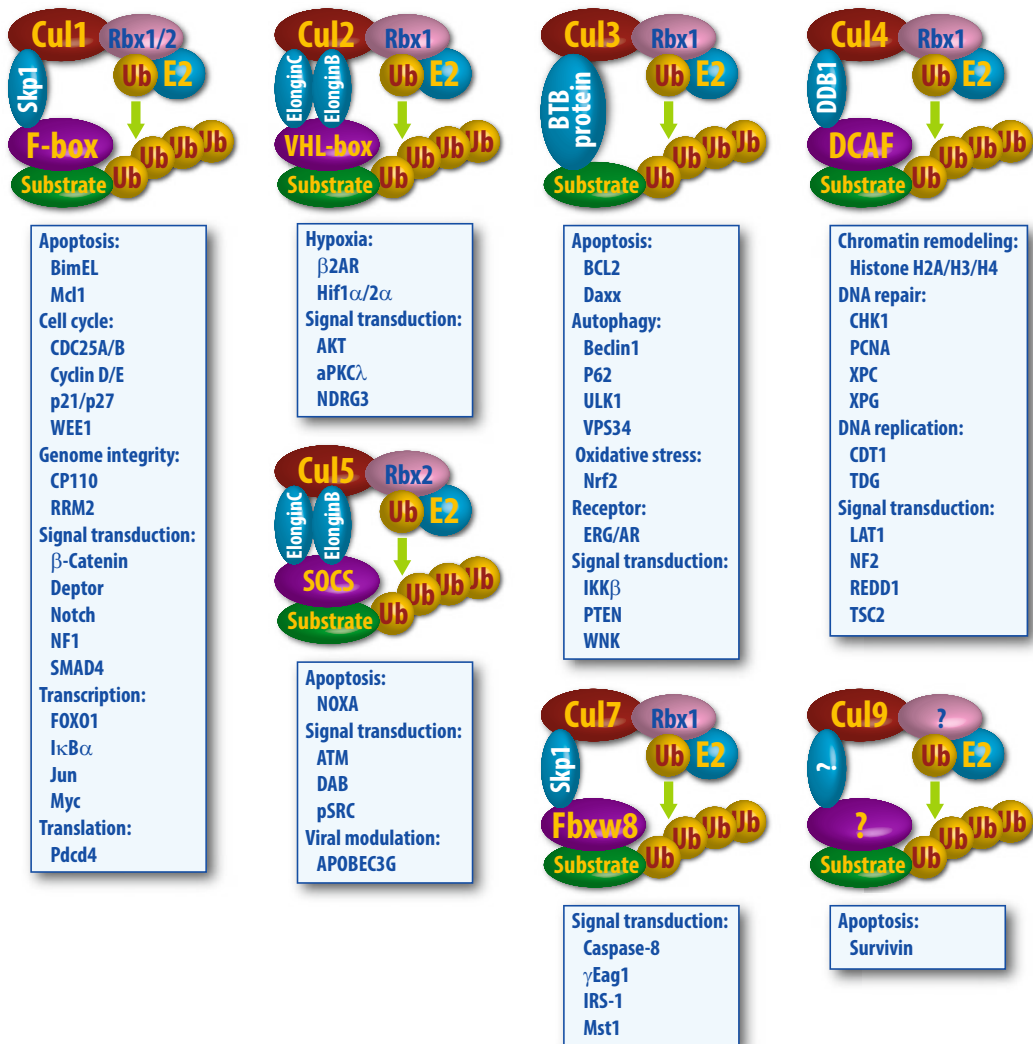 Cul1
Rbx1/2
Skp1
Ub
E2
F-box
Substrate
Ub
Ub
Ub
Ub
Apoptosis:
BimEL
Mcl1
Cell cycle:
CDC25A/B
Cyclin D/E
p21/p27
WEE1
Genome integrity:
CP110
RRM2
Signal transduction:
β-Catenin
Deptor
Notch
NF1
SMAD4
Transcription:
FOXO1
IκBα
Jun
Myc
Translation:
Pdcd4
Cul2
Rbx1
ElonginC
ElonginB
Ub
E2
VHL-box
Substrate
Ub
Ub
Ub
Ub
Hypoxia:
β2AR
Hif1α/2α
Signal transduction:
AKT
aPKCλ
NDRG3
Cul5
Rbx2
ElonginC
ElonginB
Ub
E2
SOCS
Substrate
Ub
Ub
Ub
Ub
Apoptosis:
NOXA
Signal transduction:
ATM
DAB
pSRC
Viral modulation:
APOBEC3G
Cul3
Rbx1
BTB
protein
Ub
E2
Substrate
Ub
Ub
Ub
Ub
Apoptosis:
BCL2
Daxx
Autophagy:
Beclin1
P62
ULK1
VPS34
Oxidative stress:
Nrf2
Receptor:
ERG/AR
Signal transduction:
IKKβ
PTEN
WNK
Cul7
Rbx1
Skp1
Ub
E2
Fbxw8
Substrate
Ub
Ub
Ub
Ub
Signal transduction:
Caspase-8
γEag1
IRS-1
Mst1
Cul4
Rbx1
DDB1
Ub
E2
DCAF
Substrate
Ub
Ub
Ub
Ub
Chromatin remodeling:
Histone H2A/H3/H4
DNA repair:
CHK1
PCNA
XPC
XPG
DNA replication:
CDT1
TDG
Signal transduction:
LAT1
NF2
REDD1
TSC2
Cul9
?
?
Ub
E2
?
Substrate
Ub
Ub
Ub
Ub
Apoptosis:
Survivin